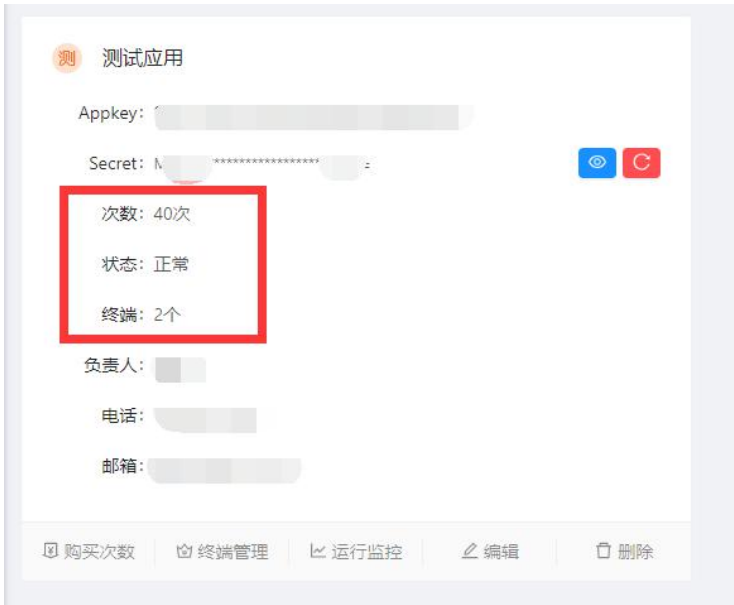 测 测试应用
Appkey:
Secret: ********************
次数: 40次
状态: 正常
终端: 2个
负责人:
电话:
邮箱:
购买次数 终端管理 运行监控 编辑 删除